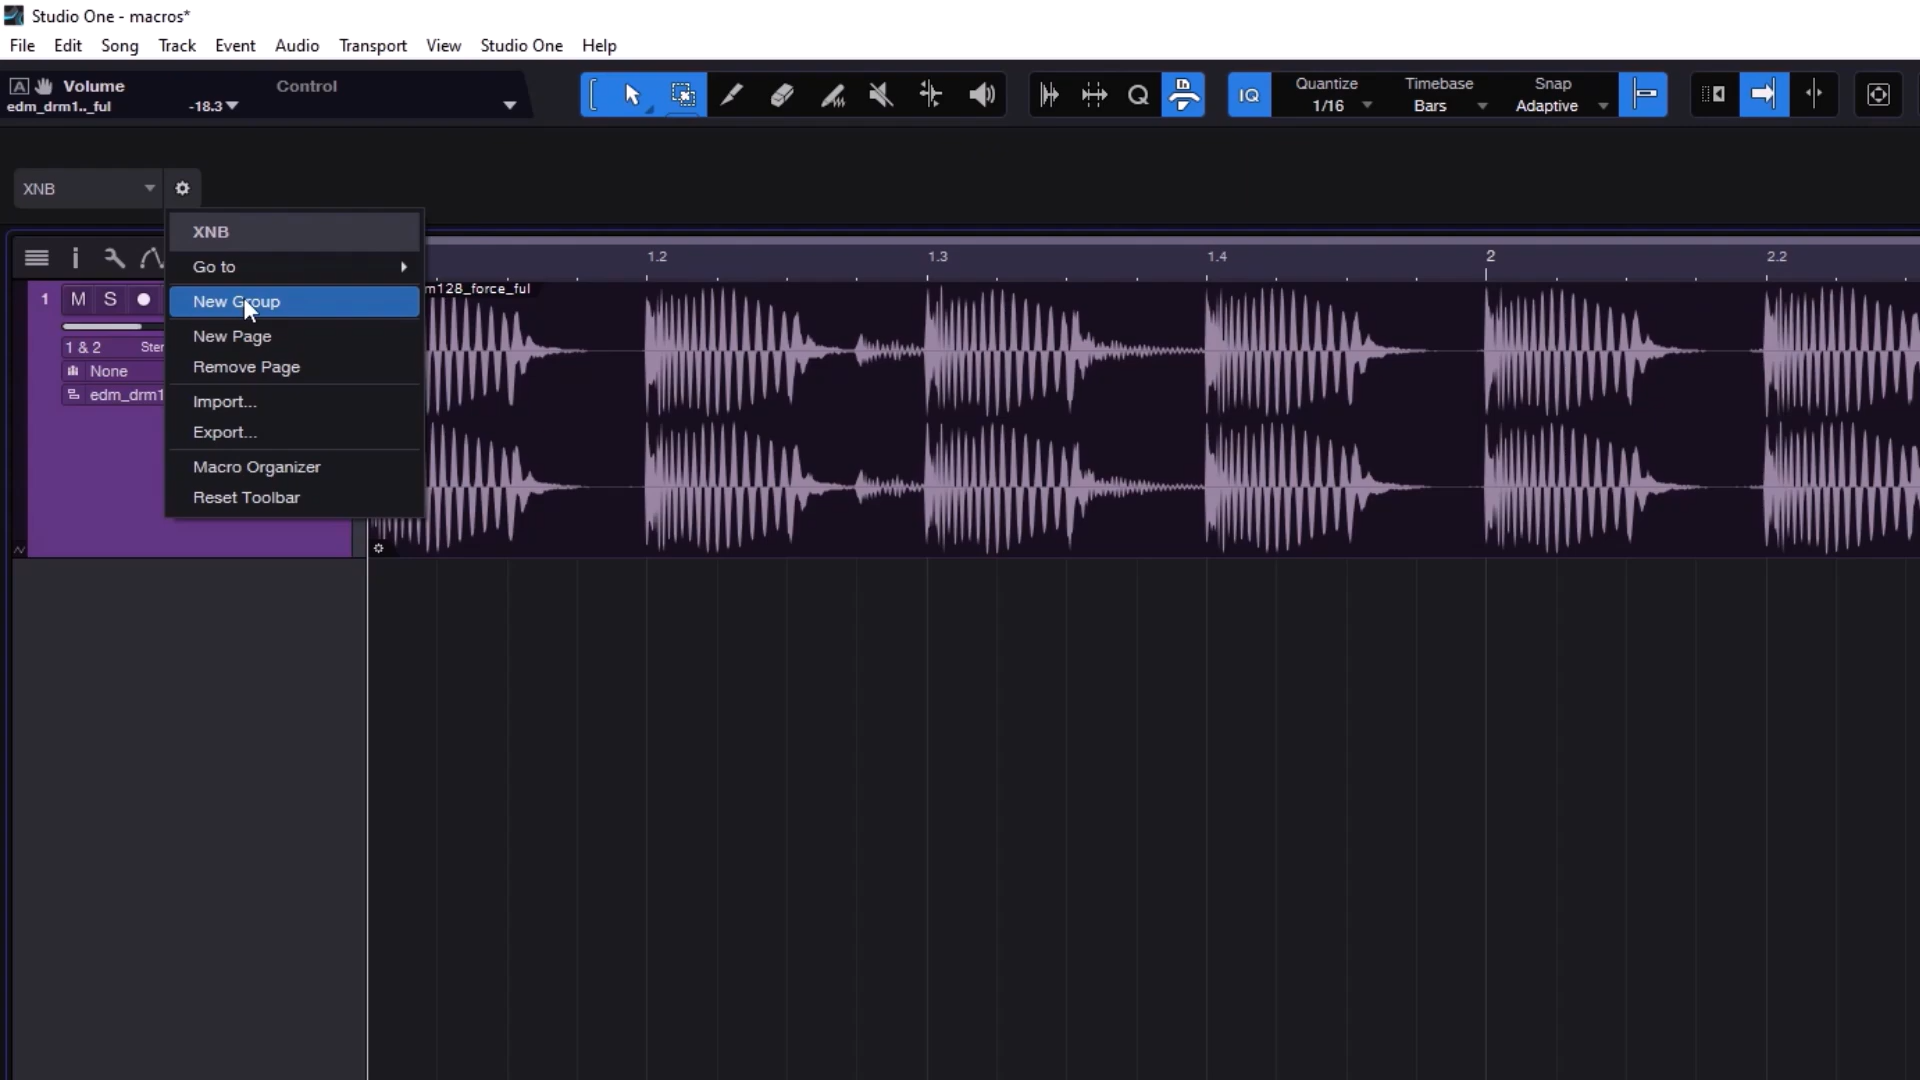 Studio One - macros*
File Edit Song Track Event Audio Transport View Studio One Help
A Volume Control
edm_drm1.._ful -18.3
Q IQ
Quantize Timebase Snap
1/16 Bars Adaptive
XNB
XNB
Go to
New Group
New Page
Remove Page
Import...
Export...
Macro Organizer
Reset Toolbar
i
1.2 1.3 1.4 2 2.2
1 M S
m128_force_ful
1 & 2 Ster
None
edm_drm1